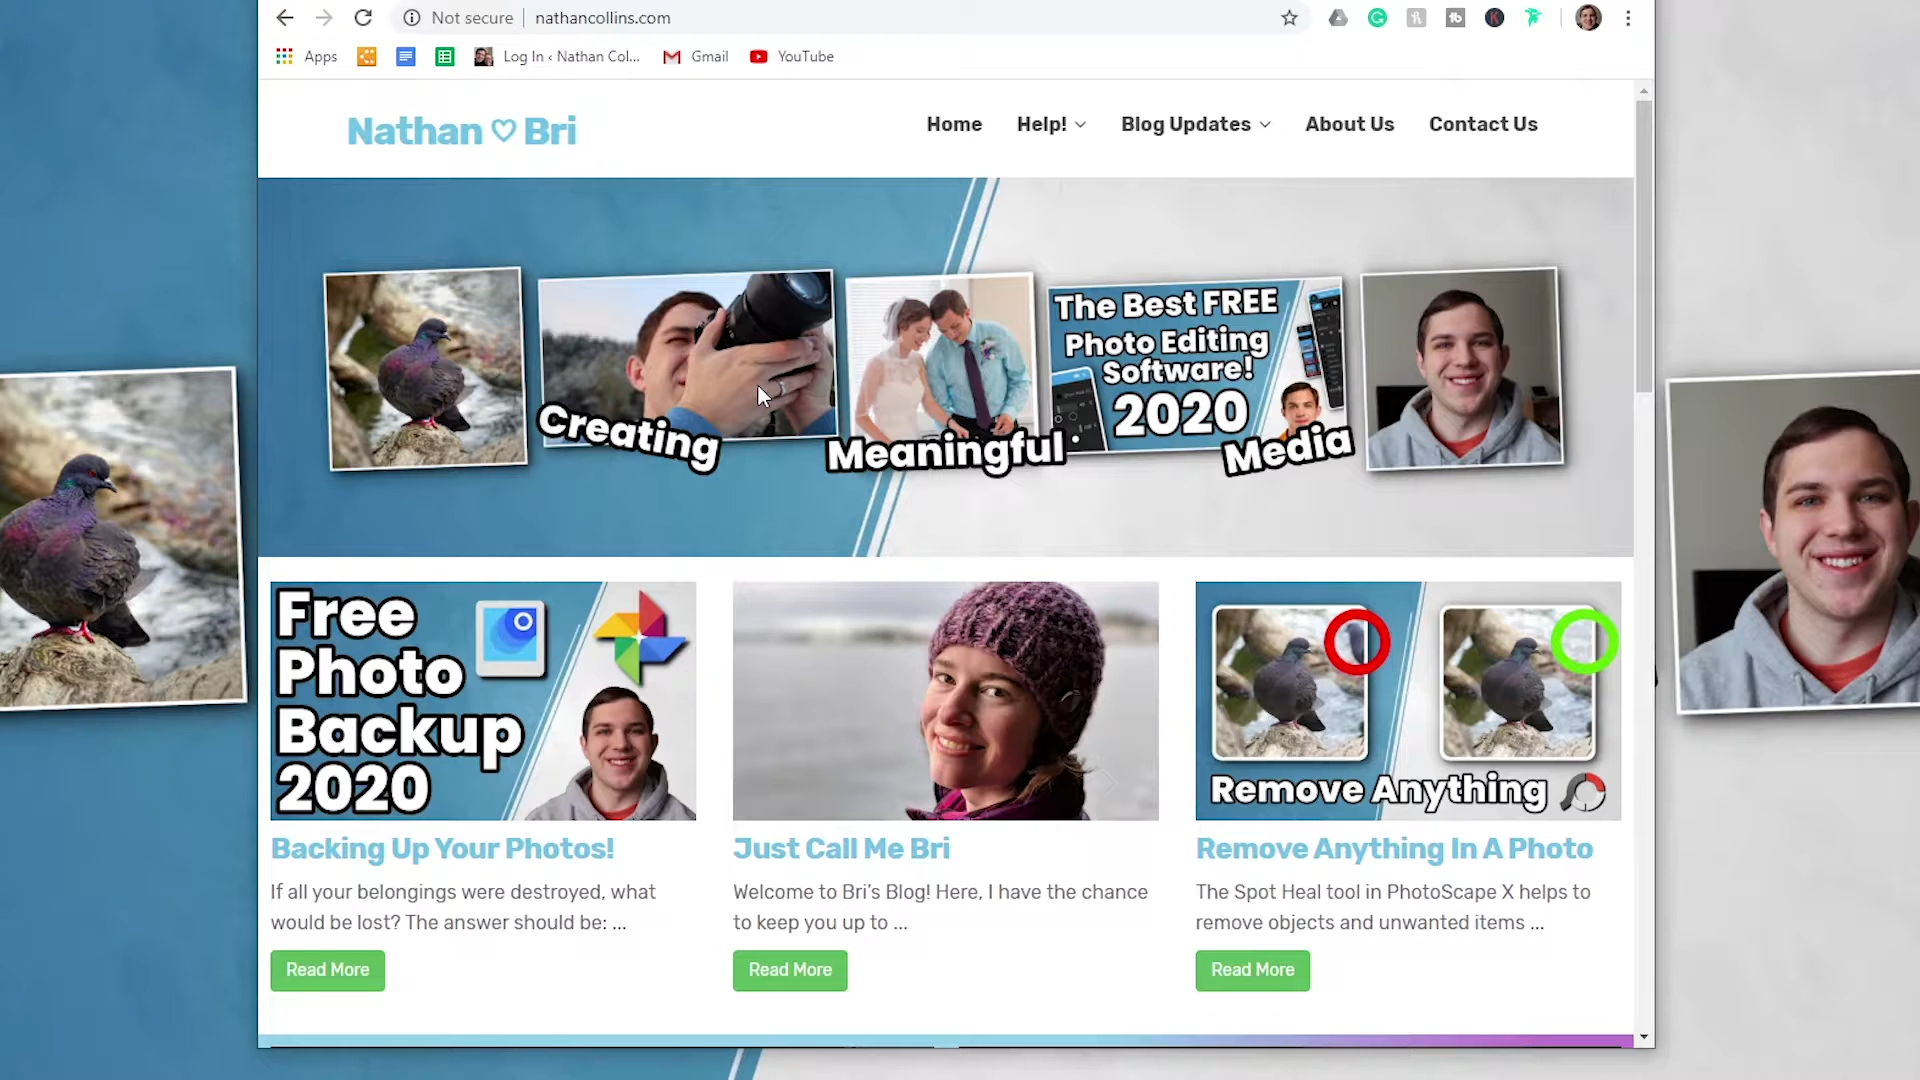 Not secure
nathancollins.com
Apps
Log In ‹ Nathan Col...
Gmail
YouTube
Nathan ♡ Bri
Home
Help!
Blog Updates
About Us
Contact Us
The Best FREE
Photo Editing
Software!
2020
Creating
Meaningful
Media
Free
Photo
Backup
2020
Remove Anything
Backing Up Your Photos!
If all your belongings were destroyed, what
would be lost? The answer should be: ...
Read More
Just Call Me Bri
Welcome to Bri’s Blog! Here, I have the chance
to keep you up to ...
Read More
Remove Anything In A Photo
The Spot Heal tool in PhotoScape X helps to
remove objects and unwanted items ...
Read More